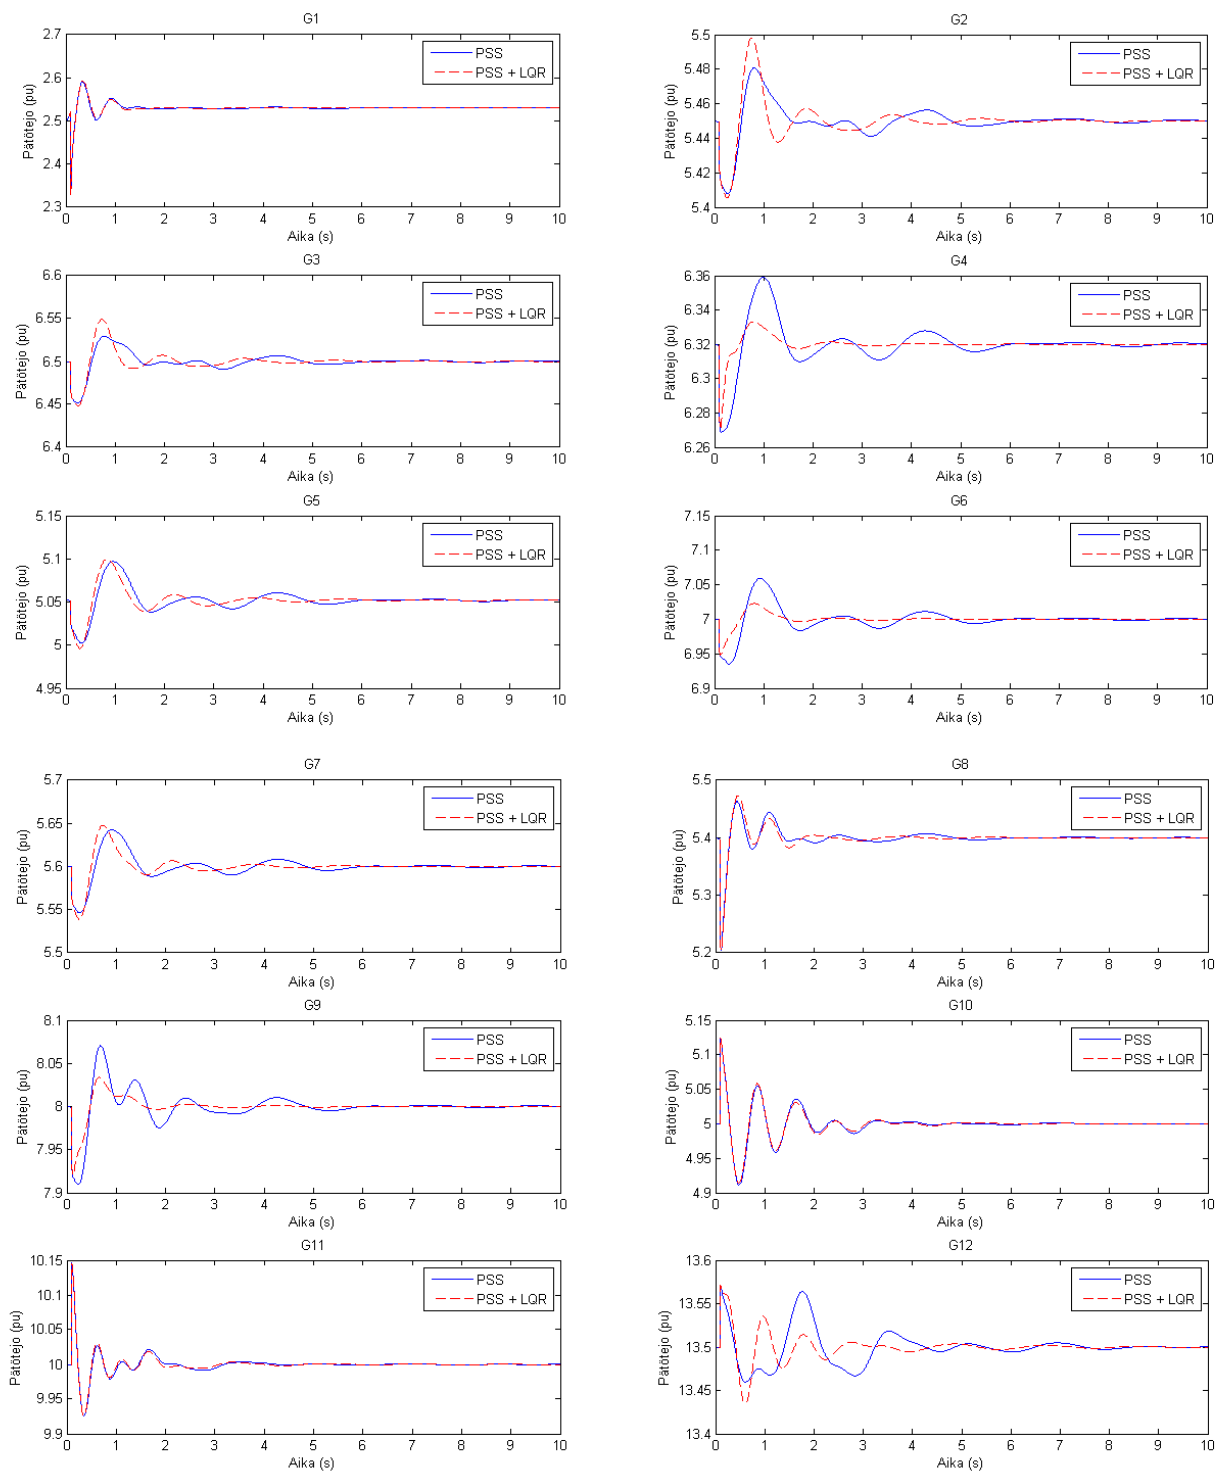 G1
2.7
2.6
2.5
2.4
2.3
0 1 2 3 4 5 6 7 8 9 10
Pätötejo (pu)
Aika (s)
PSS
PSS + LQR
G2
5.5
5.48
5.46
5.44
5.42
5.4
0 1 2 3 4 5 6 7 8 9 10
Pätötejo (pu)
Aika (s)
PSS
PSS + LQR
G3
6.6
6.55
6.5
6.45
6.4
0 1 2 3 4 5 6 7 8 9 10
Pätötejo (pu)
Aika (s)
PSS
PSS + LQR
G4
6.36
6.34
6.32
6.3
6.28
6.26
0 1 2 3 4 5 6 7 8 9 10
Pätötejo (pu)
Aika (s)
PSS
PSS + LQR
G5
5.15
5.1
5.05
5
4.95
0 1 2 3 4 5 6 7 8 9 10
Pätötejo (pu)
Aika (s)
PSS
PSS + LQR
G6
7.15
7.1
7.05
7
6.95
6.9
0 1 2 3 4 5 6 7 8 9 10
Pätötejo (pu)
Aika (s)
PSS
PSS + LQR
G7
5.7
5.65
5.6
5.55
5.5
0 1 2 3 4 5 6 7 8 9 10
Pätötejo (pu)
Aika (s)
PSS
PSS + LQR
G8
5.5
5.4
5.3
5.2
0 1 2 3 4 5 6 7 8 9 10
Pätötejo (pu)
Aika (s)
PSS
PSS + LQR
G9
8.1
8.05
8
7.95
7.9
0 1 2 3 4 5 6 7 8 9 10
Pätötejo (pu)
Aika (s)
PSS
PSS + LQR
G10
5.15
5.1
5.05
5
4.95
4.9
0 1 2 3 4 5 6 7 8 9 10
Pätötejo (pu)
Aika (s)
PSS
PSS + LQR
G11
10.15
10.1
10.05
10
9.95
9.9
0 1 2 3 4 5 6 7 8 9 10
Pätötejo (pu)
Aika (s)
PSS
PSS + LQR
G12
13.6
13.55
13.5
13.45
13.4
0 1 2 3 4 5 6 7 8 9 10
Pätötejo (pu)
Aika (s)
PSS
PSS + LQR